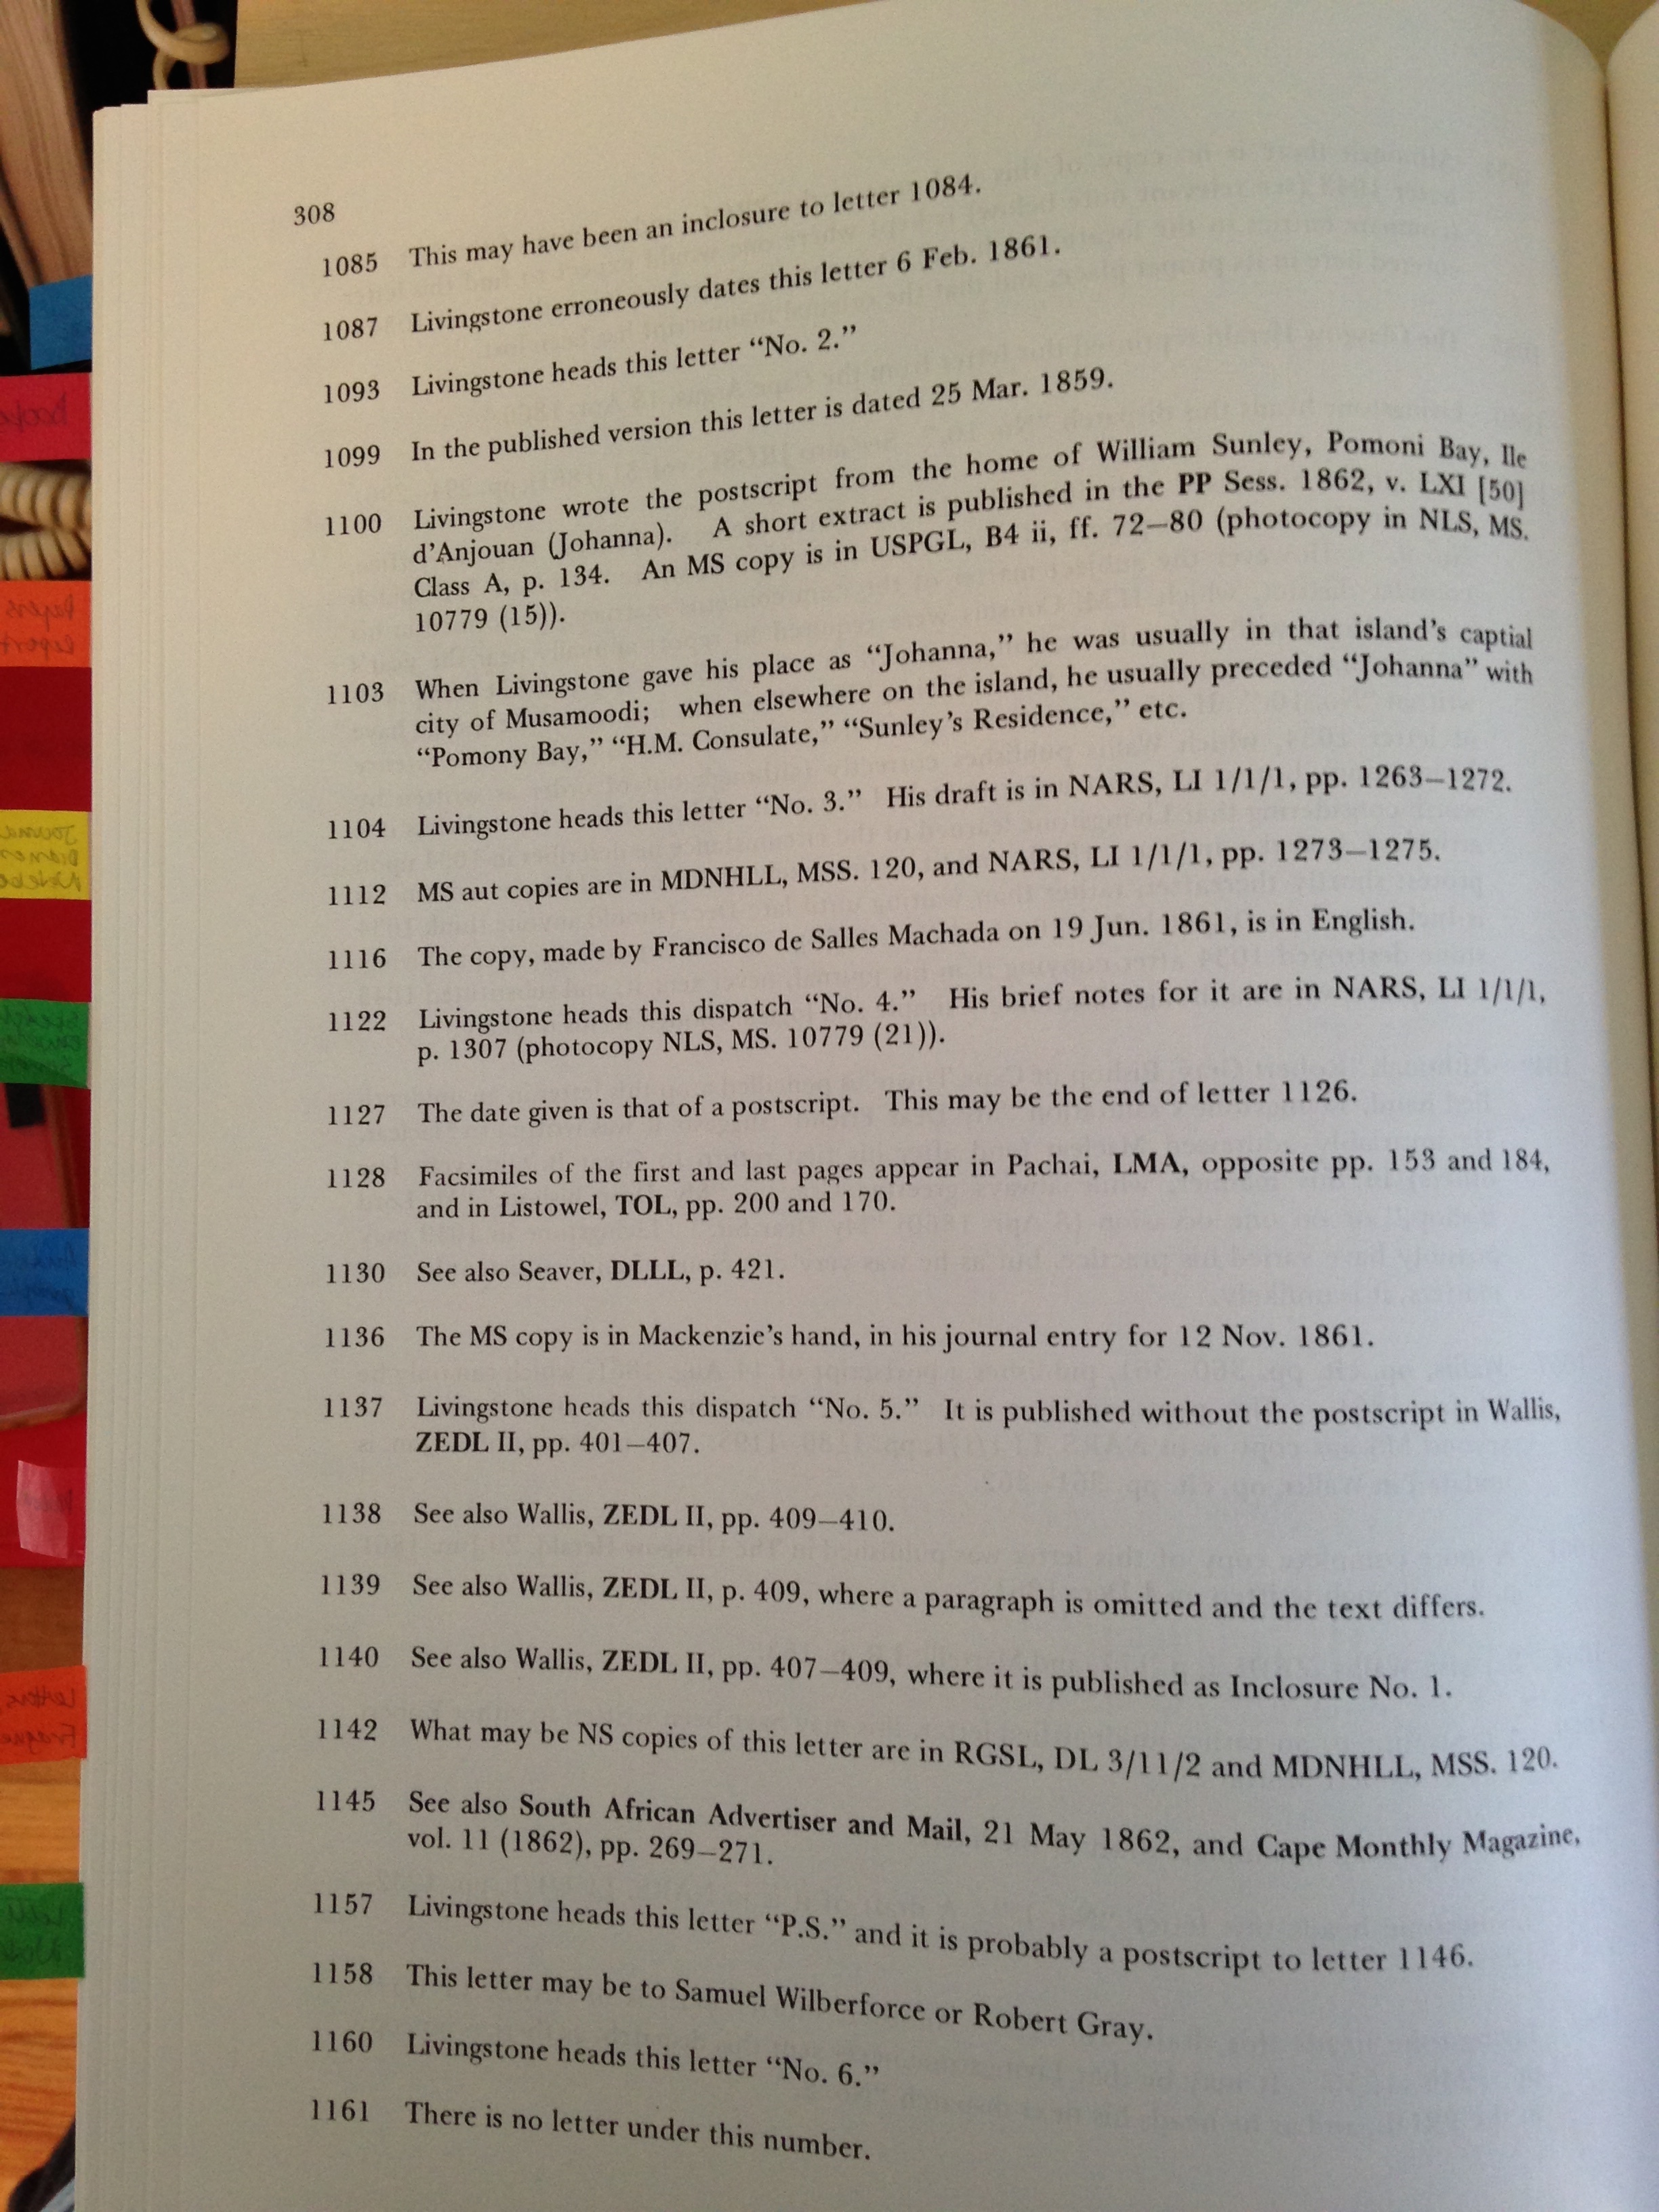 308
1085 This may have been an inclosure to letter 1084.
1087 Livingstone erroneously dates this letter 6 Feb. 1861.
1093 Livingstone heads this letter “No. 2.”
1099 In the published version this letter is dated 25 Mar. 1859.
1100 Livingstone wrote the postscript from the home of William Sunley, Pomoni Bay, Ile
d’Anjouan (Johanna). A short extract is published in the PP Sess. 1862, v. LXI [50]
Class A, p. 134. An MS copy is in USPGL, B4 ii, ff. 72–80 (photocopy in NLS, MS.
10779 (15)).
1103 When Livingstone gave his place as “Johanna,” he was usually in that island’s captial
city of Musamoodi; when elsewhere on the island, he usually preceded “Johanna” with
“Pomony Bay,” “H.M. Consulate,” “Sunley’s Residence,” etc.
1104 Livingstone heads this letter “No. 3.” His draft is in NARS, LI 1/1/1, pp. 1263–1272.
1112 MS aut copies are in MDNHLL, MSS. 120, and NARS, LI 1/1/1, pp. 1273–1275.
1116 The copy, made by Francisco de Salles Machada on 19 Jun. 1861, is in English.
1122 Livingstone heads this dispatch “No. 4.” His brief notes for it are in NARS, LI 1/1/1,
p. 1307 (photocopy NLS, MS. 10779 (21)).
1127 The date given is that of a postscript. This may be the end of letter 1126.
1128 Facsimiles of the first and last pages appear in Pachai, LMA, opposite pp. 153 and 184,
and in Listowel, TOL, pp. 200 and 170.
1130 See also Seaver, DLLL, p. 421.
1136 The MS copy is in Mackenzie’s hand, in his journal entry for 12 Nov. 1861.
1137 Livingstone heads this dispatch “No. 5.” It is published without the postscript in Wallis,
ZEDL II, pp. 401–407.
1138 See also Wallis, ZEDL II, pp. 409–410.
1139 See also Wallis, ZEDL II, p. 409, where a paragraph is omitted and the text differs.
1140 See also Wallis, ZEDL II, pp. 407–409, where it is published as Inclosure No. 1.
1142 What may be NS copies of this letter are in RGSL, DL 3/11/2 and MDNHLL, MSS. 120.
1145 See also South African Advertiser and Mail, 21 May 1862, and Cape Monthly Magazine,
vol. 11 (1862), pp. 269–271.
1157 Livingstone heads this letter “P.S.” and it is probably a postscript to letter 1146.
1158 This letter may be to Samuel Wilberforce or Robert Gray.
1160 Livingstone heads this letter “No. 6.”
1161 There is no letter under this number.